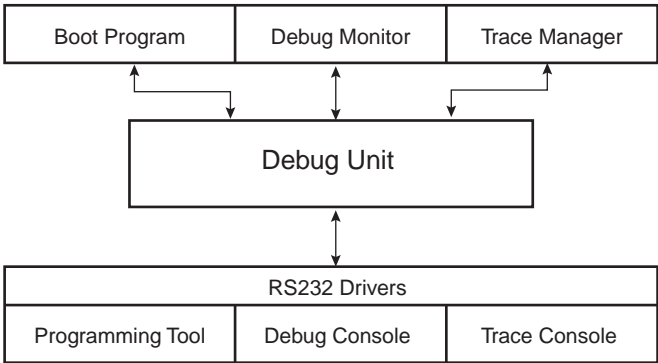 Boot Program
Debug Monitor
Trace Manager
Debug Unit
RS232 Drivers
Programming Tool
Debug Console
Trace Console